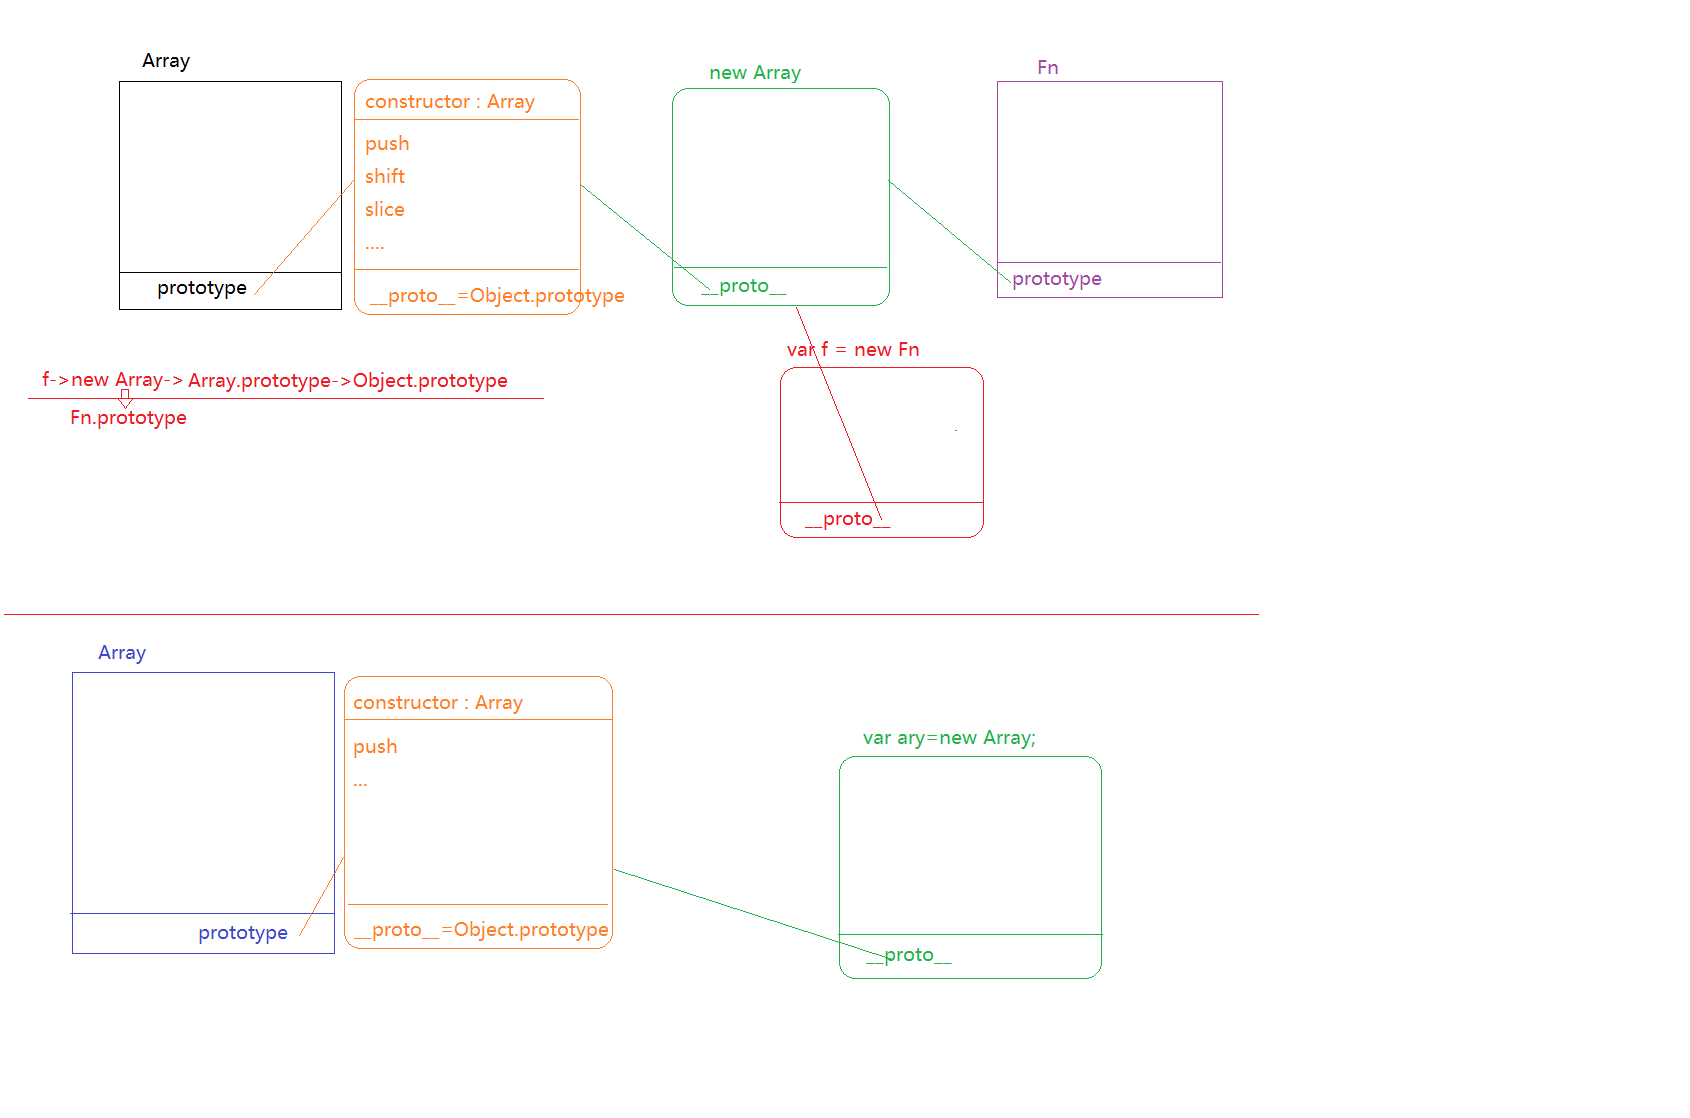 Array
prototype
constructor : Array
push
shift
slice
....
__proto__=Object.prototype
new Array
__proto__
Fn
prototype
f->new Array-> Array.prototype->Object.prototype
Fn.prototype
var f = new Fn
__proto__
Array
prototype
constructor : Array
push
...
__proto__=Object.prototype
var ary=new Array;
__proto__